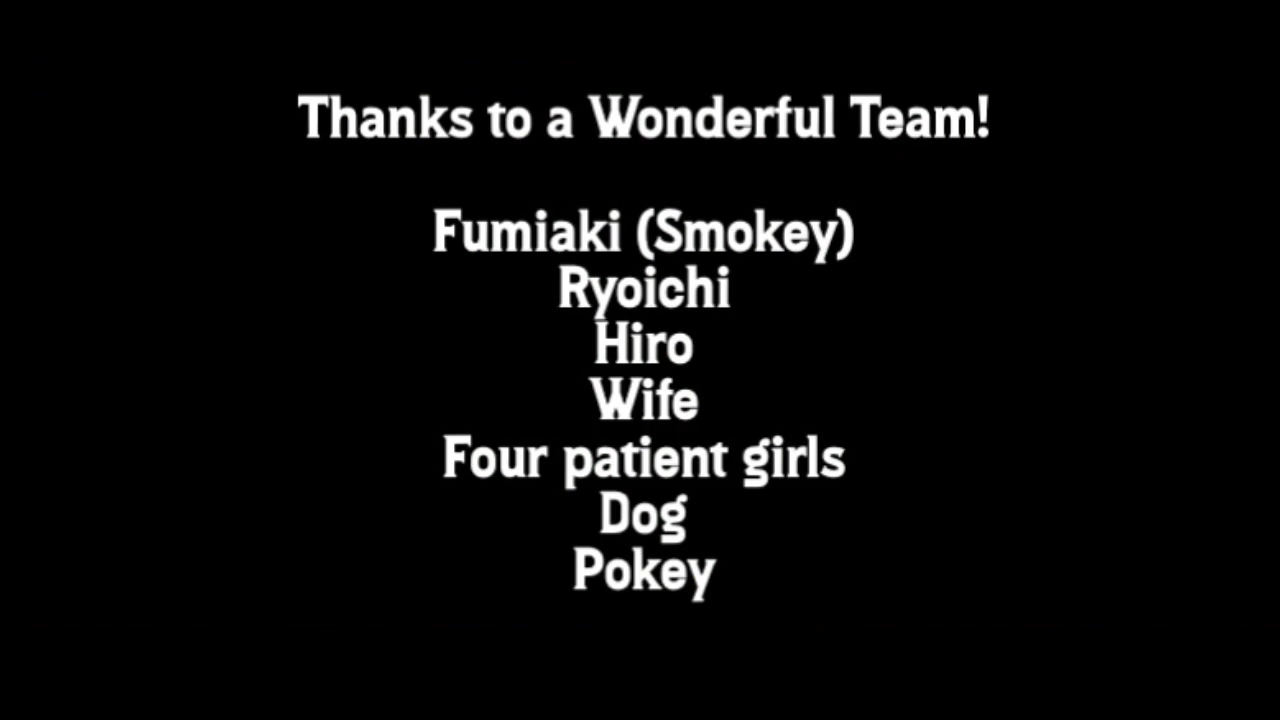 Thanks to a Wonderful Team!
Fumiaki (Smokey)
Ryoichi
Hiro
Wife
Four patient girls
Dog
Pokey